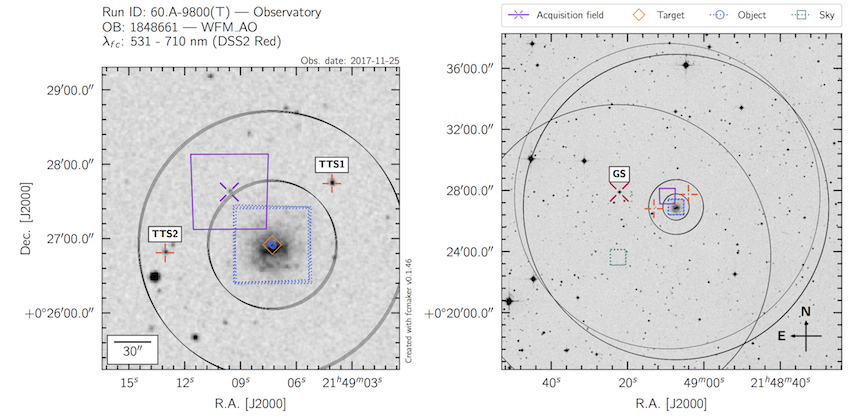 Run ID: 60.A-9800(T) — Observatory
OB: 1848661 — WFM_AO
λfc: 531 - 710 nm (DSS2 Red)
Obs. date: 2017-11-25
29′00.0″
28′00.0″
27′00.0″
+0°26′00.0″
Dec. [J2000]
TTS1
TTS2
30″
15s 12s 09s 06s 21h49m03s
R.A. [J2000]
Created with fcmaker v0.1.46
Acquisition field Target Object Sky
36′00.0″
32′00.0″
28′00.0″
24′00.0″
+0°20′00.0″
GS
N
E
40s 20s 49m00s 21h48m40s
R.A. [J2000]